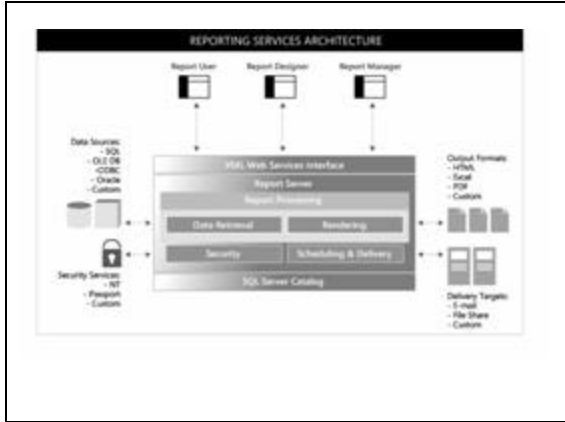 REPORTING SERVICES ARCHITECTURE
Report User
Report Designer
Report Manager
Data Sources:
- SQL
- OLE DB
-ODBC
- Oracle
- Custom
XML Web Services Interface
Report Server
Report Processing
Data Retrieval
Rendering
Security
Scheduling & Delivery
SQL Server Catalog
Security Services:
- NT
- Passport
- Custom
Output Formats:
- HTML
- Excel
- PDF
- Custom
Delivery Targets:
- E-mail
- File Share
- Custom